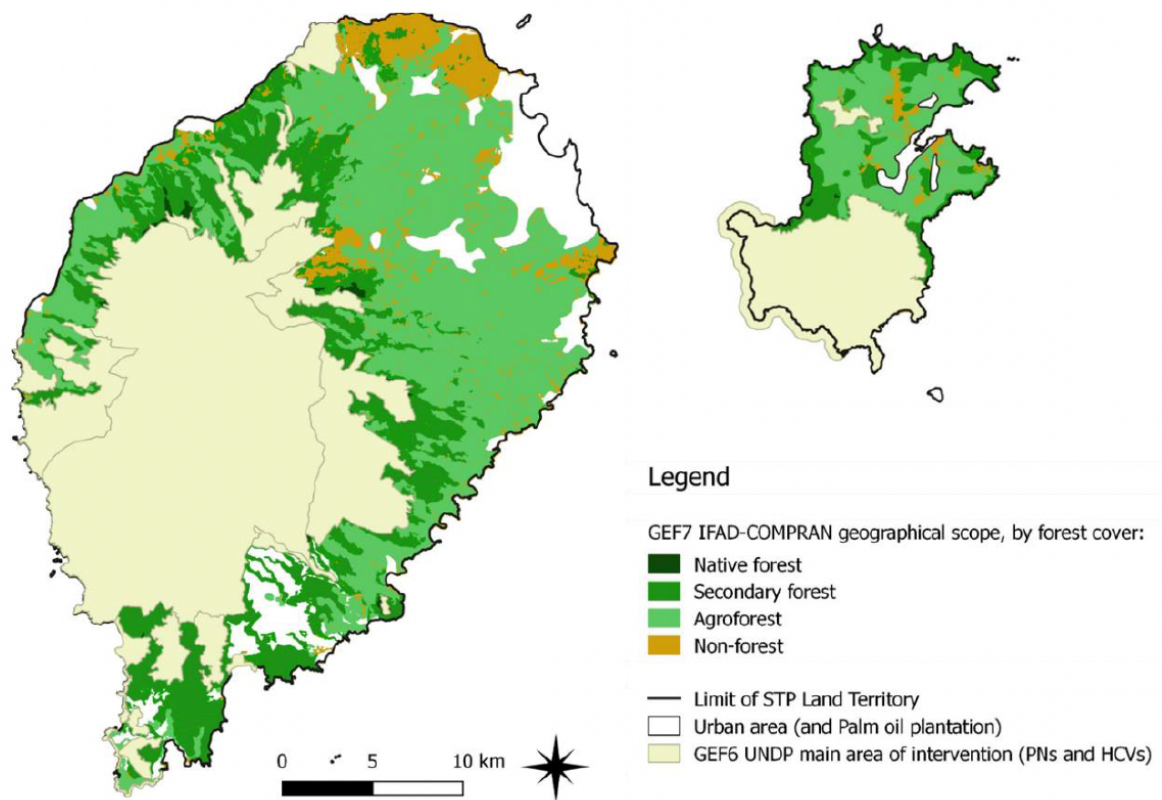 Legend
GEF7 IFAD-COMPRAN geographical scope, by forest cover:
Native forest
Secondary forest
Agroforest
Non-forest
Limit of STP Land Territory
Urban area (and Palm oil plantation)
GEF6 UNDP main area of intervention (PNs and HCVs)
0 5 10 km